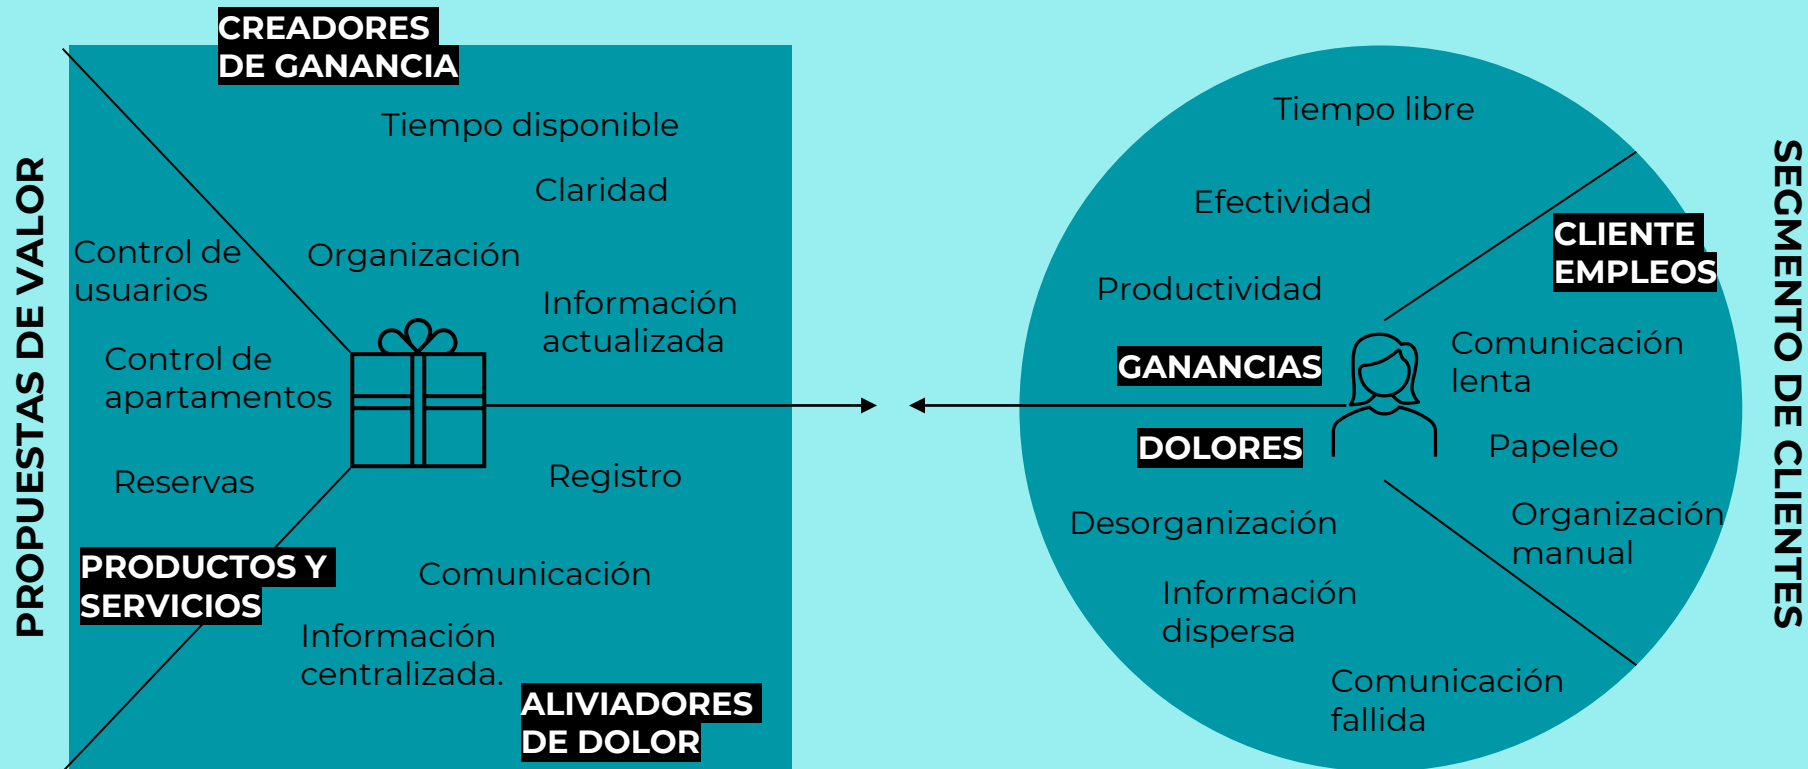 PROPUESTAS DE VALOR
CREADORES
DE GANANCIA
Tiempo disponible
Claridad
Organización
Información
actualizada
Control de
usuarios
Control de
apartamentos
Reservas
PRODUCTOS Y
SERVICIOS
Registro
Comunicación
Información
centralizada.
ALIVIADORES
DE DOLOR
Tiempo libre
Efectividad
Productividad
GANANCIAS
CLIENTE
EMPLEOS
Comunicación
lenta
Papeleo
Organización
manual
DOLORES
Desorganización
Información
dispersa
Comunicación
fallida
SEGMENTO DE CLIENTES